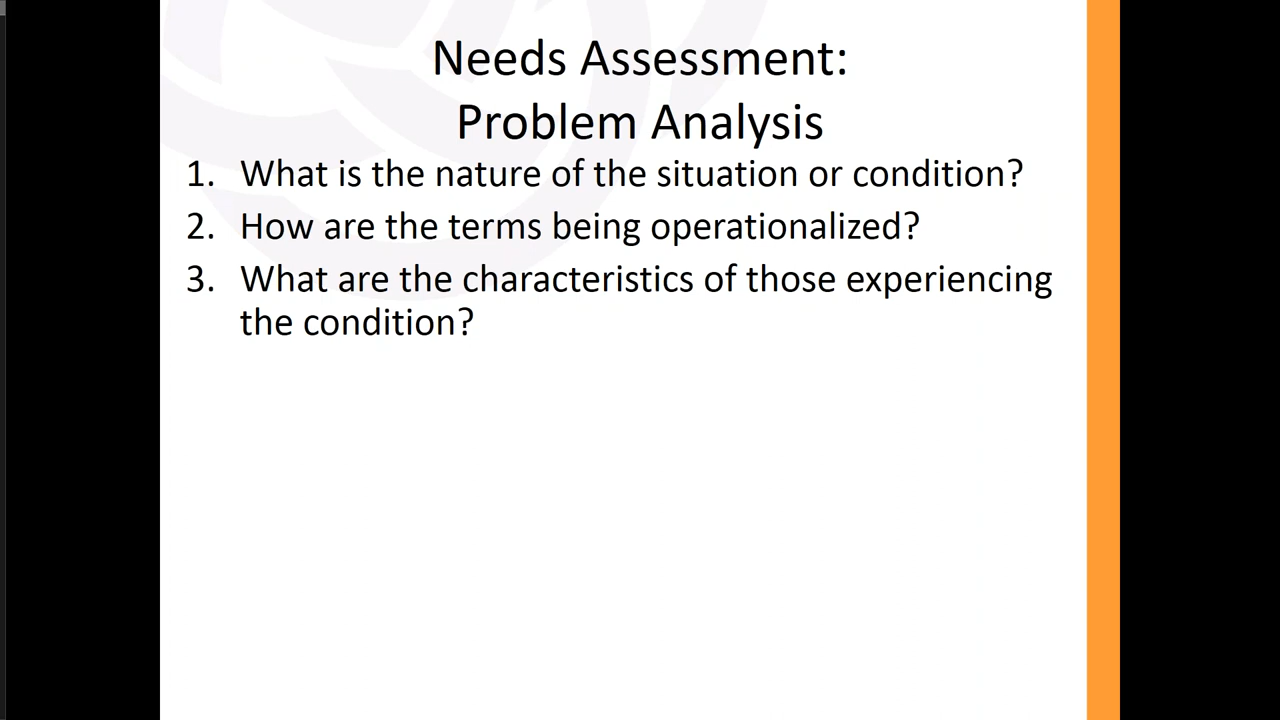 Needs Assessment:
Problem Analysis
1. What is the nature of the situation or condition?
2. How are the terms being operationalized?
3. What are the characteristics of those experiencing
the condition?